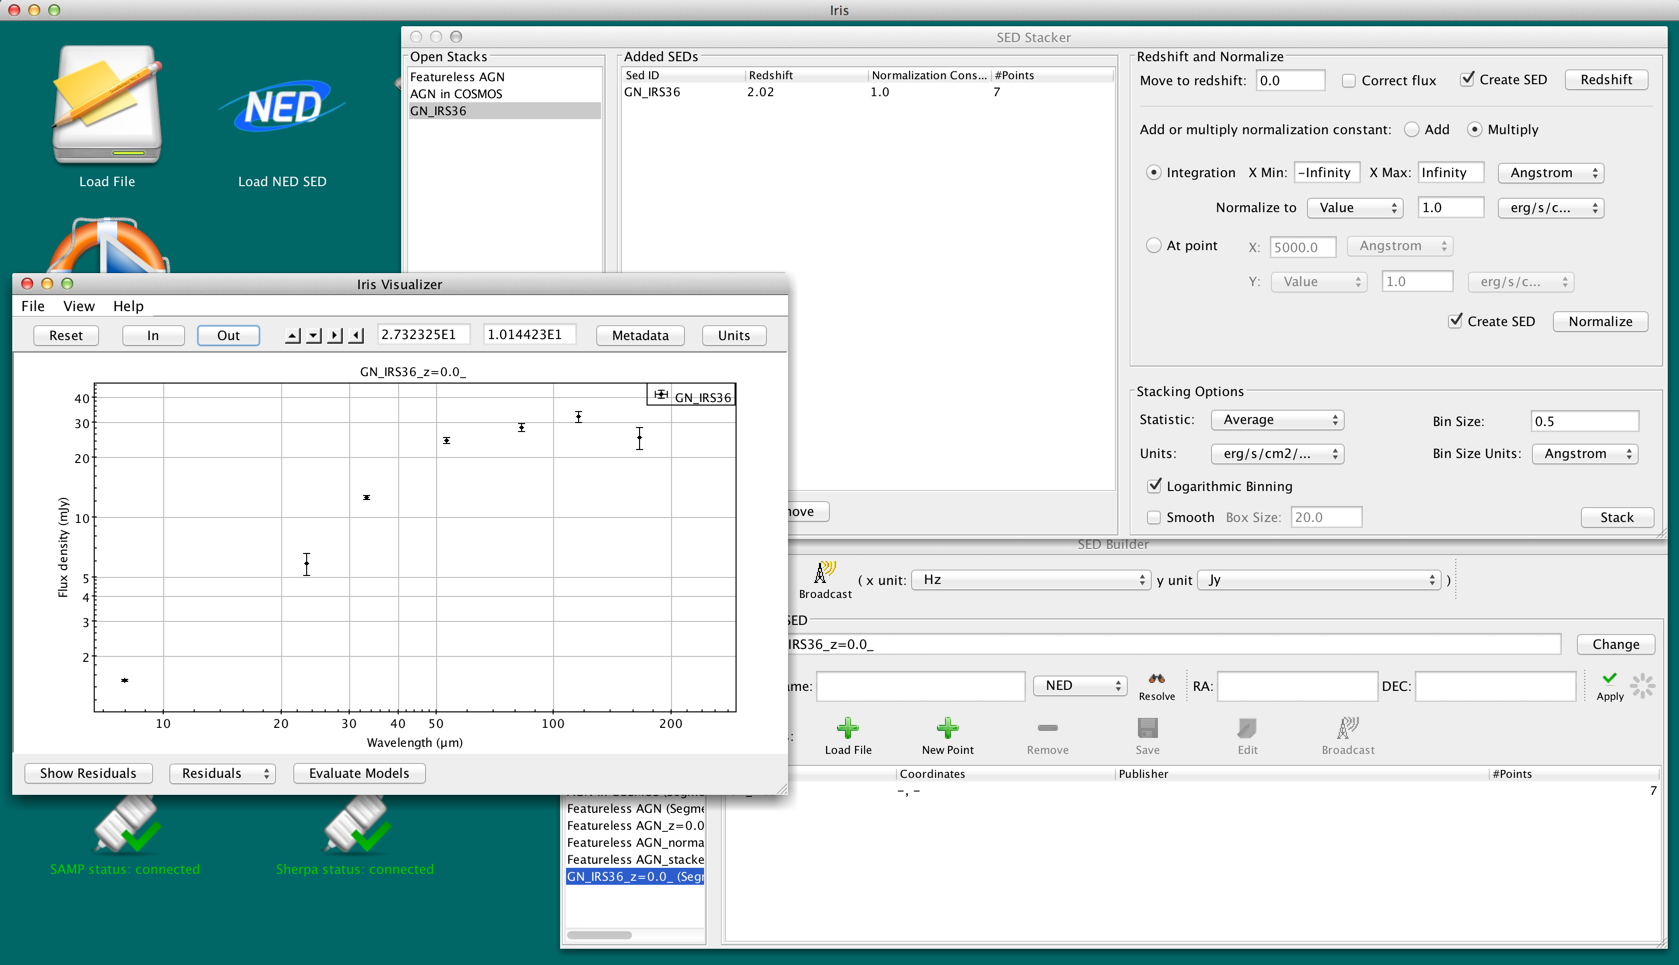 Iris
NED
Load File
Load NED SED
SED Stacker
Open Stacks
Featureless AGN
AGN in COSMOS
GN_IRS36
Added SEDs
Sed ID Redshift Normalization Cons... #Points
GN_IRS36 2.02 1.0 7
Redshift and Normalize
Move to redshift: 0.0 Correct flux Create SED Redshift
Add or multiply normalization constant: Add Multiply
Integration X Min: -Infinity X Max: Infinity Angstrom
Normalize to Value 1.0 erg/s/c...
At point X: 5000.0 Angstrom
Y: Value 1.0 erg/s/c...
Create SED Normalize
Stacking Options
Statistic: Average Bin Size: 0.5
Units: erg/s/cm2/... Bin Size Units: Angstrom
Logarithmic Binning
Smooth Box Size: 20.0 Stack
move
Iris Visualizer
File View Help
Reset In Out 2.732325E1 1.014423E1 Metadata Units
GN_IRS36_z=0.0_
GN_IRS36
40
30
20
10
5
4
3
2
Flux density (mJy)
10 20 30 40 50 100 200
Wavelength (µm)
Show Residuals Residuals Evaluate Models
SED Builder
Broadcast ( x unit: Hz y unit Jy )
SED
IRS36_z=0.0_ Change
ame: NED Resolve RA: DEC: Apply
s: Load File New Point Remove Save Edit Broadcast
Coordinates Publisher #Points
-, - 7
AGN in COSMOS (Segme
Featureless AGN (Segme
Featureless AGN_z=0.0
Featureless AGN_norma
Featureless AGN_stacke
GN_IRS36_z=0.0_ (Segr
SAMP status: connected
Sherpa status: connected